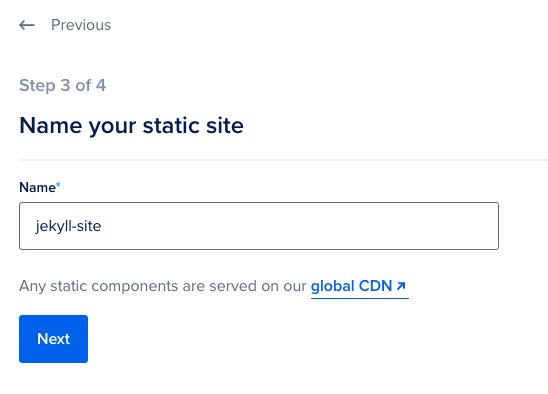 ← Previous
Step 3 of 4
Name your static site
Name*
jekyll-site
Any static components are served on our global CDN ↗
Next